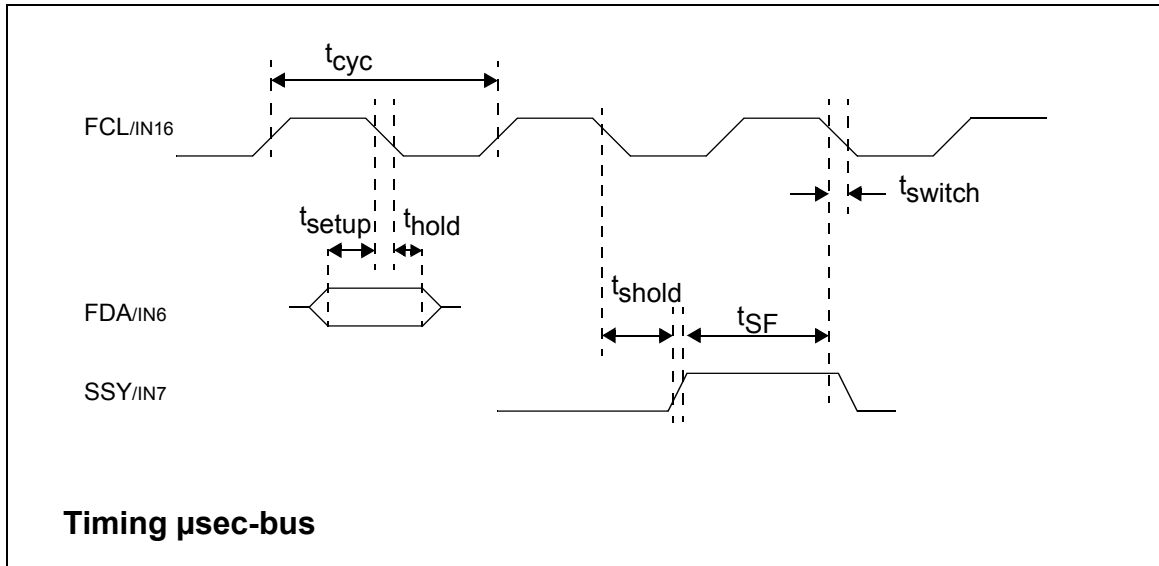 tcyc
FCL/IN16
tswitch
tsetup
thold
tshold
FDA/IN6
tSF
SSY/IN7
Timing µsec-bus